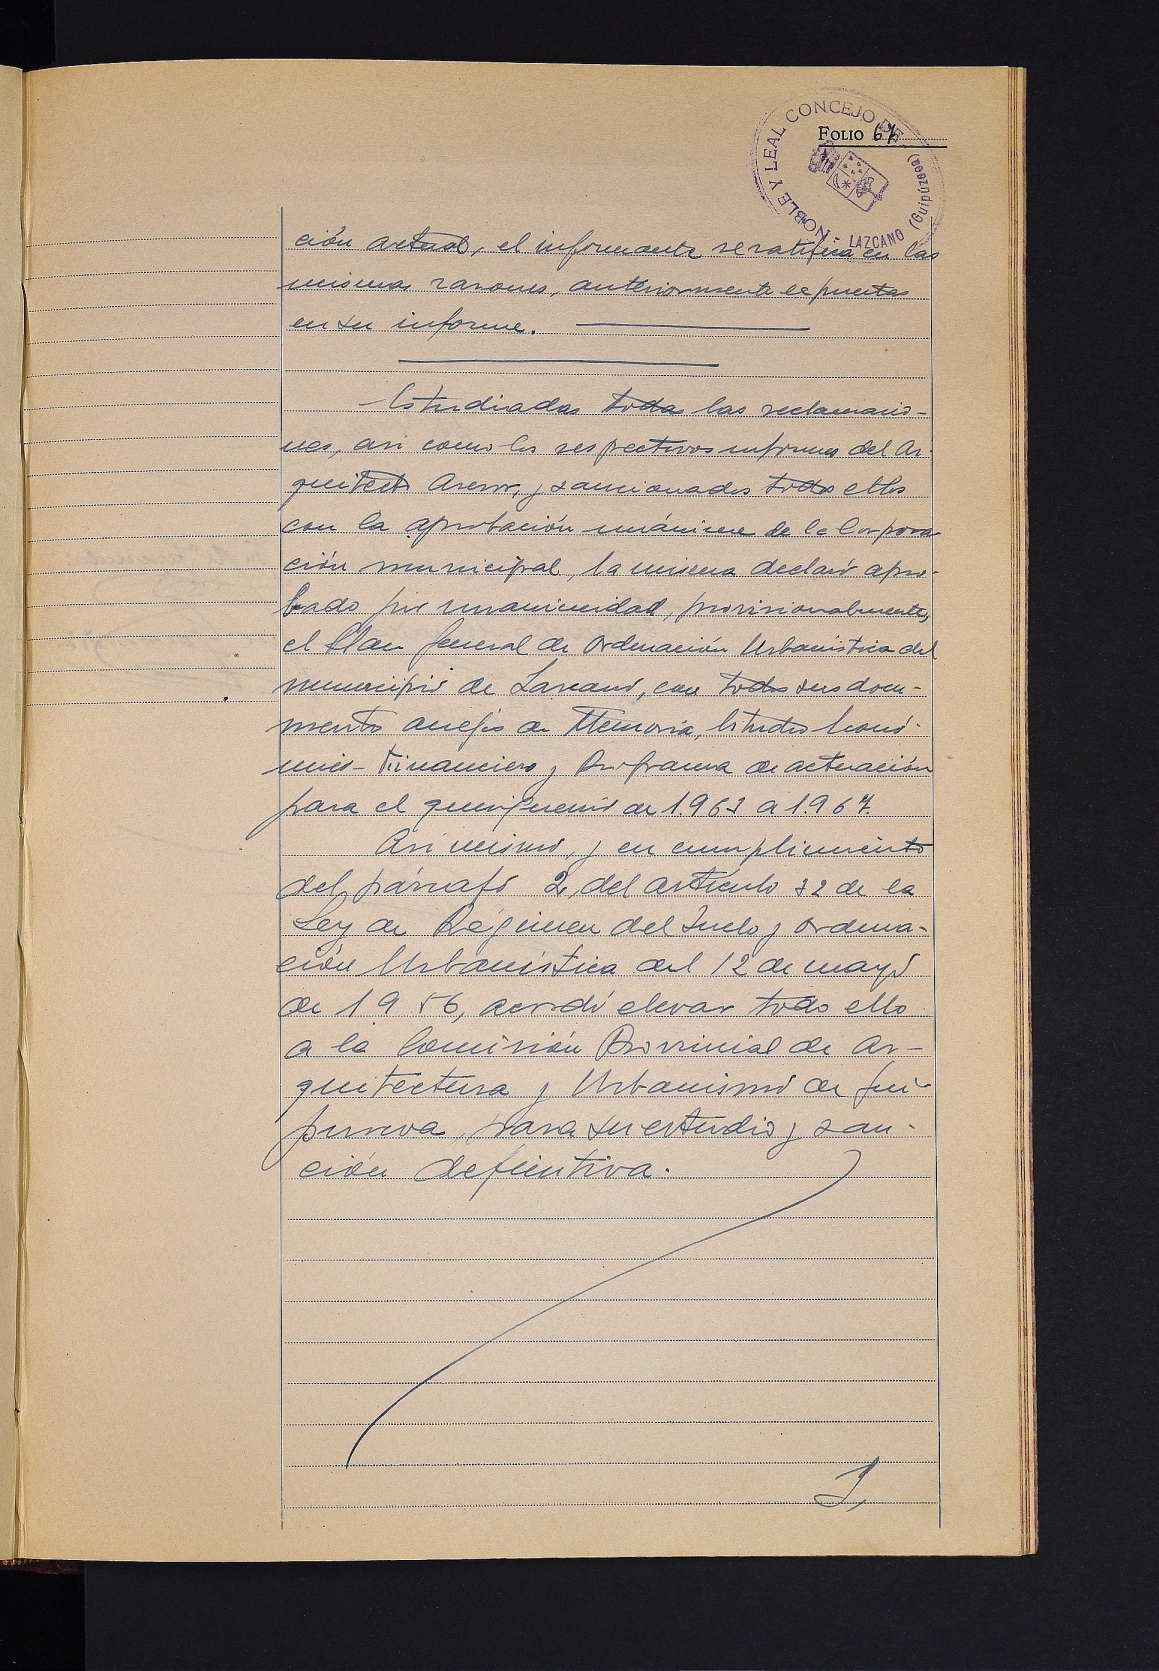 NOBLE Y LEAL CONCEJO DE LAZCANO (Guipúzcoa)
FOLIO 67
ción actual, el informante se ratifica en las
mismas razones, anteriormente expuestas
en su informe.
Estudiadas todas las reclamacio-
nes, asi como los respectivos informes del Ar-
quitecto Asesor, y sancionados todos ellos
con la aprobación unánime de la Corpora
ción municipal, la misma declaró apro-
bado por unanimidad, provisionalmente,
el Plan General de Ordenación Urbanística del
municipio de Lazcano, con todos sus docu-
mentos anejos de Memoria, Estudio Econó-
mico-Financiero y Programa de actuación
para el quinquenio de 1.963 a 1.967.
Asi mismo, y en cumplimiento
del párrafo 2, del artículo 32 de la
Ley de Régimen del Suelo y Ordena-
ción Urbanística del 12 de mayo
de 1956, acordó elevar todo ello
a la Comisión Provincial de Ar-
quitectura y Urbanismo de Gui-
púzcoa, para su estudio y san-
ción definitiva.